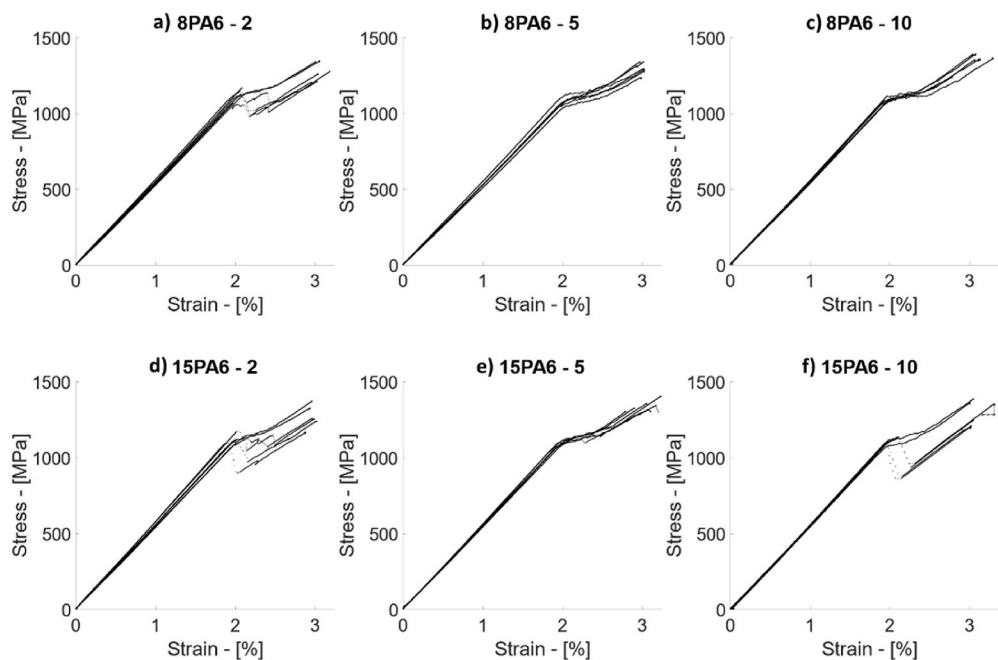 a) 8PA6 - 2
1500
1000
500
0
Stress - [MPa]
0 1 2 3
Strain - [%]
b) 8PA6 - 5
1500
1000
500
0
Stress - [MPa]
0 1 2 3
Strain - [%]
c) 8PA6 - 10
1500
1000
500
0
Stress - [MPa]
0 1 2 3
Strain - [%]
d) 15PA6 - 2
1500
1000
500
0
Stress - [MPa]
0 1 2 3
Strain - [%]
e) 15PA6 - 5
1500
1000
500
0
Stress - [MPa]
0 1 2 3
Strain - [%]
f) 15PA6 - 10
1500
1000
500
0
Stress - [MPa]
0 1 2 3
Strain - [%]